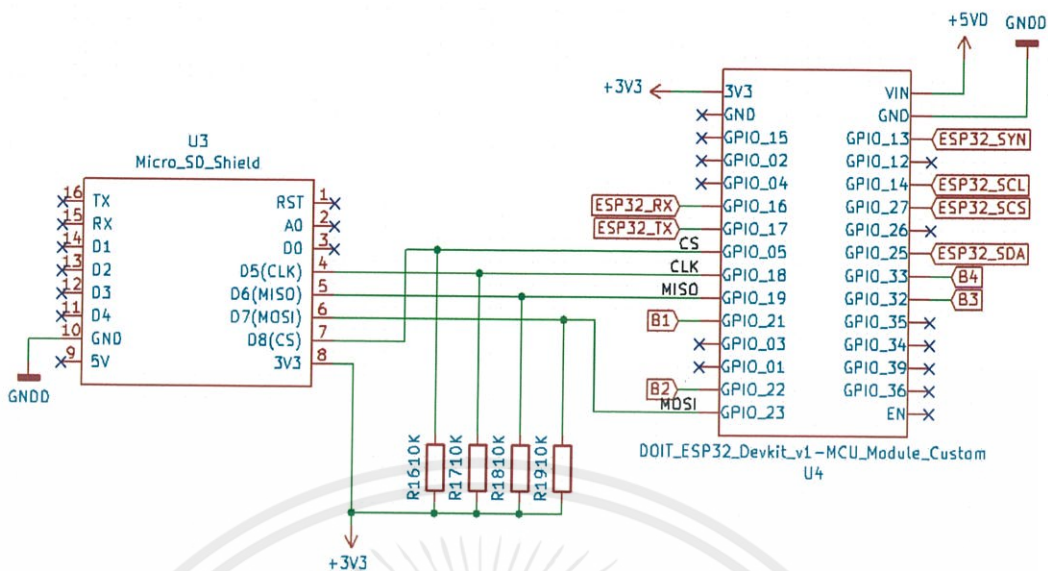 +5VD GNDD
+3V3
U3
Micro_SD_Shield
16 TX
15 RX
14 D1
13 D2
12 D3
11 D4
10 GND
9 5V
GNDD
RST 1
A0 2
D0 3
D5(CLK) 4
D6(MISO) 5
D7(MOSI) 6
D8(CS) 7
3V3 8
R16 10K
R17 10K
R18 10K
R19 10K
+3V3
ESP32_RX
ESP32_TX
CS
CLK
MISO
B1
B2
MOSI
3V3
GND
GPIO_15
GPIO_02
GPIO_04
GPIO_16
GPIO_17
GPIO_05
GPIO_18
GPIO_19
GPIO_21
GPIO_03
GPIO_01
GPIO_22
GPIO_23
VIN
GND
GPIO_13 ESP32_SYN
GPIO_12
GPIO_14 ESP32_SCL
GPIO_27 ESP32_SCS
GPIO_26
GPIO_25 ESP32_SDA
GPIO_33 B4
GPIO_32 B3
GPIO_35
GPIO_34
GPIO_39
GPIO_36
EN
DOIT_ESP32_Devkit_v1-MCU_Module_Custom
U4